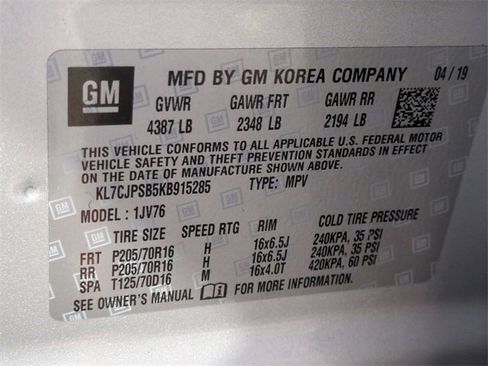 GM MFD BY GM KOREA COMPANY 04/19
GVWR GAWR FRT GAWR RR
4387 LB 2348 LB 2194 LB
THIS VEHICLE CONFORMS TO ALL APPLICABLE U.S. FEDERAL MOTOR
VEHICLE SAFETY AND THEFT PREVENTION STANDARDS IN EFFECT
ON THE DATE OF MANUFACTURE SHOWN ABOVE.
KL7CJPSB5KB915285 TYPE: MPV
MODEL: 1JV76
TIRE SIZE SPEED RTG RIM COLD TIRE PRESSURE
FRT P205/70R16 H 16x6.5J 240KPA, 35 PSI
RR P205/70R16 H 16x6.5J 240KPA, 35 PSI
SPA T125/70D16 M 16x4.0T 420KPA, 60 PSI
SEE OWNER'S MANUAL FOR MORE INFORMATION.